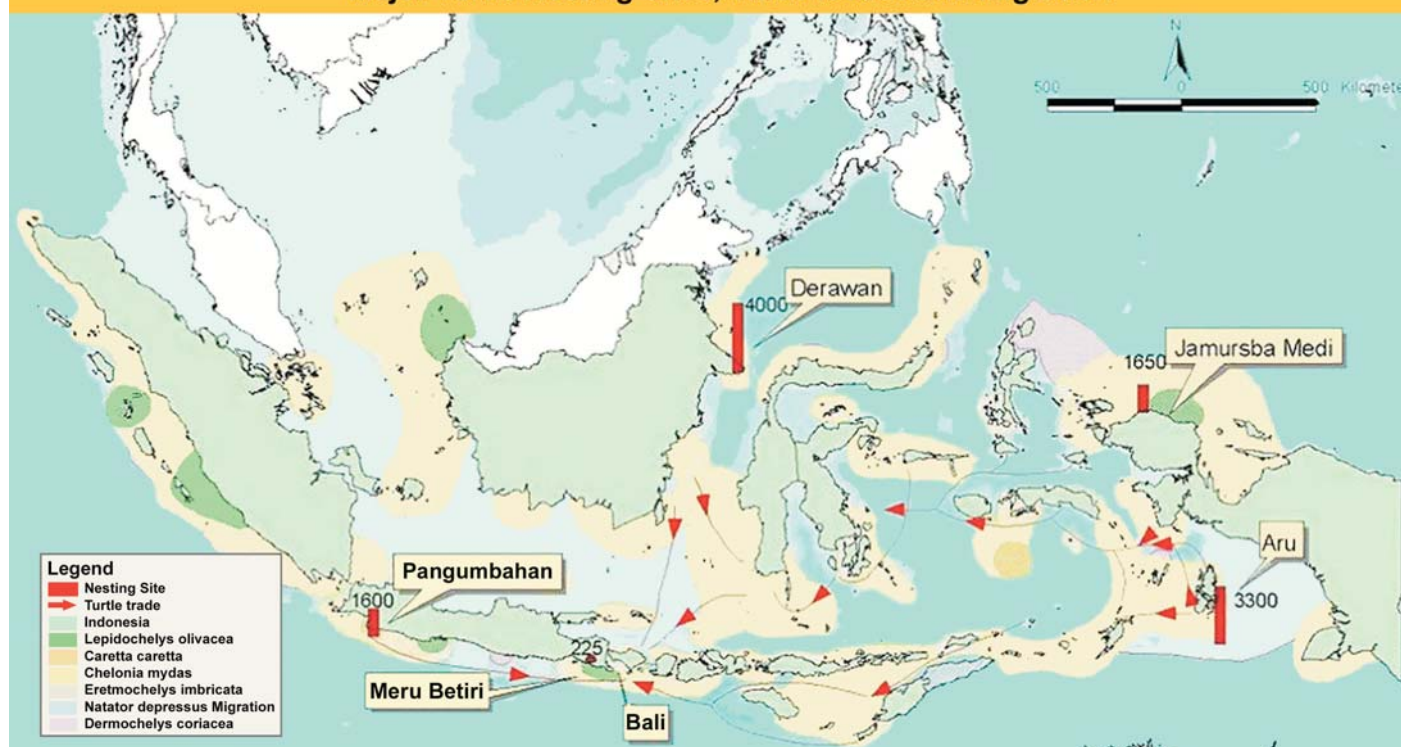 N
500 0 500 Kilomete
4000
Derawan
1650
Jamursba Medi
Aru
3300
Pangumbahan
1600
225
Meru Betiri
Bali
Legend
Nesting Site
Turtle trade
Indonesia
Lepidochelys olivacea
Caretta caretta
Chelonia mydas
Eretmochelys imbricata
Natator depressus Migration
Dermochelys coriacea